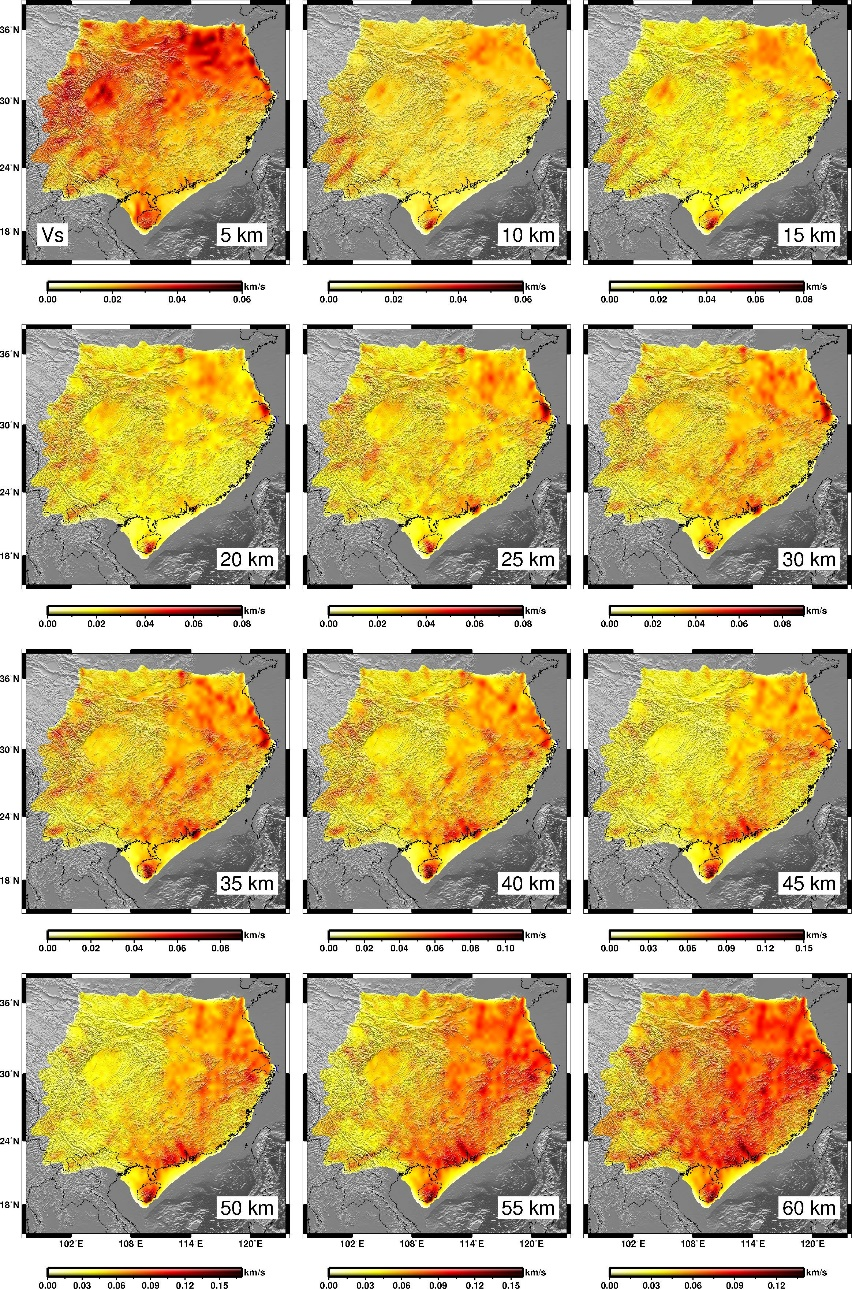 36°N
30°N
24°N
18°N
Vs
5 km
10 km
15 km
0.00 0.02 0.04 0.06 km/s
0.00 0.02 0.04 0.06 km/s
0.00 0.02 0.04 0.06 0.08 km/s
36°N
30°N
24°N
18°N
20 km
25 km
30 km
0.00 0.02 0.04 0.06 0.08 km/s
0.00 0.02 0.04 0.06 0.08 km/s
0.00 0.02 0.04 0.06 0.08 km/s
36°N
30°N
24°N
18°N
35 km
40 km
45 km
0.00 0.02 0.04 0.06 0.08 km/s
0.00 0.02 0.04 0.06 0.08 0.10 km/s
0.00 0.03 0.06 0.09 0.12 0.15 km/s
36°N
30°N
24°N
18°N
50 km
55 km
60 km
102°E 108°E 114°E 120°E
102°E 108°E 114°E 120°E
102°E 108°E 114°E 120°E
0.00 0.03 0.06 0.09 0.12 0.15 km/s
0.00 0.03 0.06 0.09 0.12 0.15 km/s
0.00 0.03 0.06 0.09 0.12 km/s